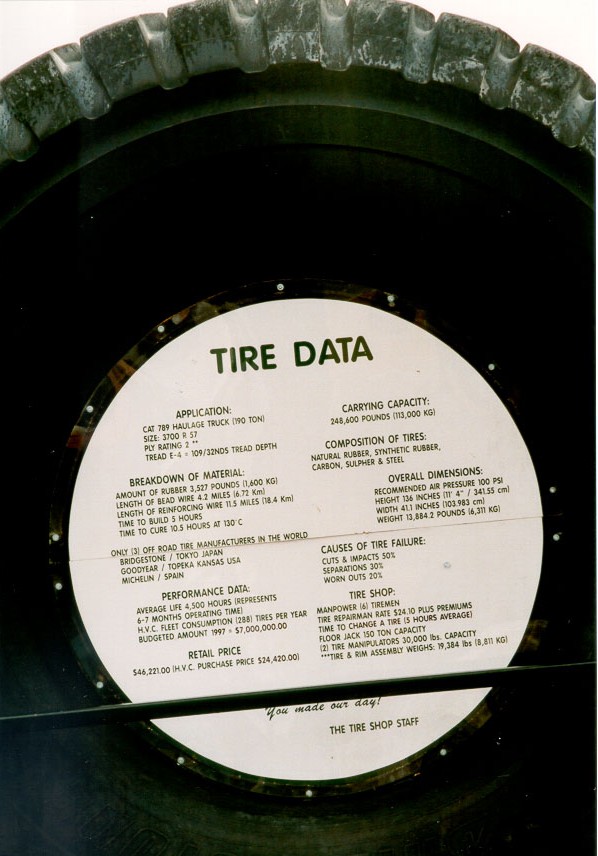 TIRE DATA
APPLICATION:
CAT 789 HAULAGE TRUCK (190 TON)
SIZE: 3700 R 57
PLY RATING 2 **
TREAD E-4 = 109/32NDS TREAD DEPTH
BREAKDOWN OF MATERIAL:
AMOUNT OF RUBBER 3,527 POUNDS (1,600 KG)
LENGTH OF BEAD WIRE 4.2 MILES (6.72 Km)
LENGTH OF REINFORCING WIRE 11.5 MILES (18.4 Km)
TIME TO BUILD 5 HOURS
TIME TO CURE 10.5 HOURS AT 130°C
ONLY (3) OFF ROAD TIRE MANUFACTURERS IN THE WORLD
BRIDGESTONE / TOKYO JAPAN
GOODYEAR / TOPEKA KANSAS USA
MICHELIN / SPAIN
PERFORMANCE DATA:
AVERAGE LIFE 4,500 HOURS (REPRESENTS
6-7 MONTHS OPERATING TIME)
H.V.C. FLEET CONSUMPTION (288) TIRES PER YEAR
BUDGETED AMOUNT 1997 = $7,000,000.00
RETAIL PRICE
$46,221.00 (H.V.C. PURCHASE PRICE $24,420.00)
CARRYING CAPACITY:
248,600 POUNDS (113,000 KG)
COMPOSITION OF TIRES:
NATURAL RUBBER, SYNTHETIC RUBBER,
CARBON, SULPHER & STEEL
OVERALL DIMENSIONS:
RECOMMENDED AIR PRESSURE 100 PSI
HEIGHT 136 INCHES (11' 4" / 341.55 cm)
WIDTH 41.1 INCHES (103.983 cm)
WEIGHT 13,884.2 POUNDS (6,311 KG)
CAUSES OF TIRE FAILURE:
CUTS & IMPACTS 50%
SEPARATIONS 30%
WORN OUTS 20%
TIRE SHOP:
MANPOWER (6) TIREMEN
TIRE REPAIRMAN RATE $24.10 PLUS PREMIUMS
TIME TO CHANGE A TIRE (5 HOURS AVERAGE)
FLOOR JACK 150 TON CAPACITY
(2) TIRE MANIPULATORS 30,000 lbs. CAPACITY
***TIRE & RIM ASSEMBLY WEIGHS: 19,384 lbs (8,811 KG)
"You made our day!"
THE TIRE SHOP STAFF